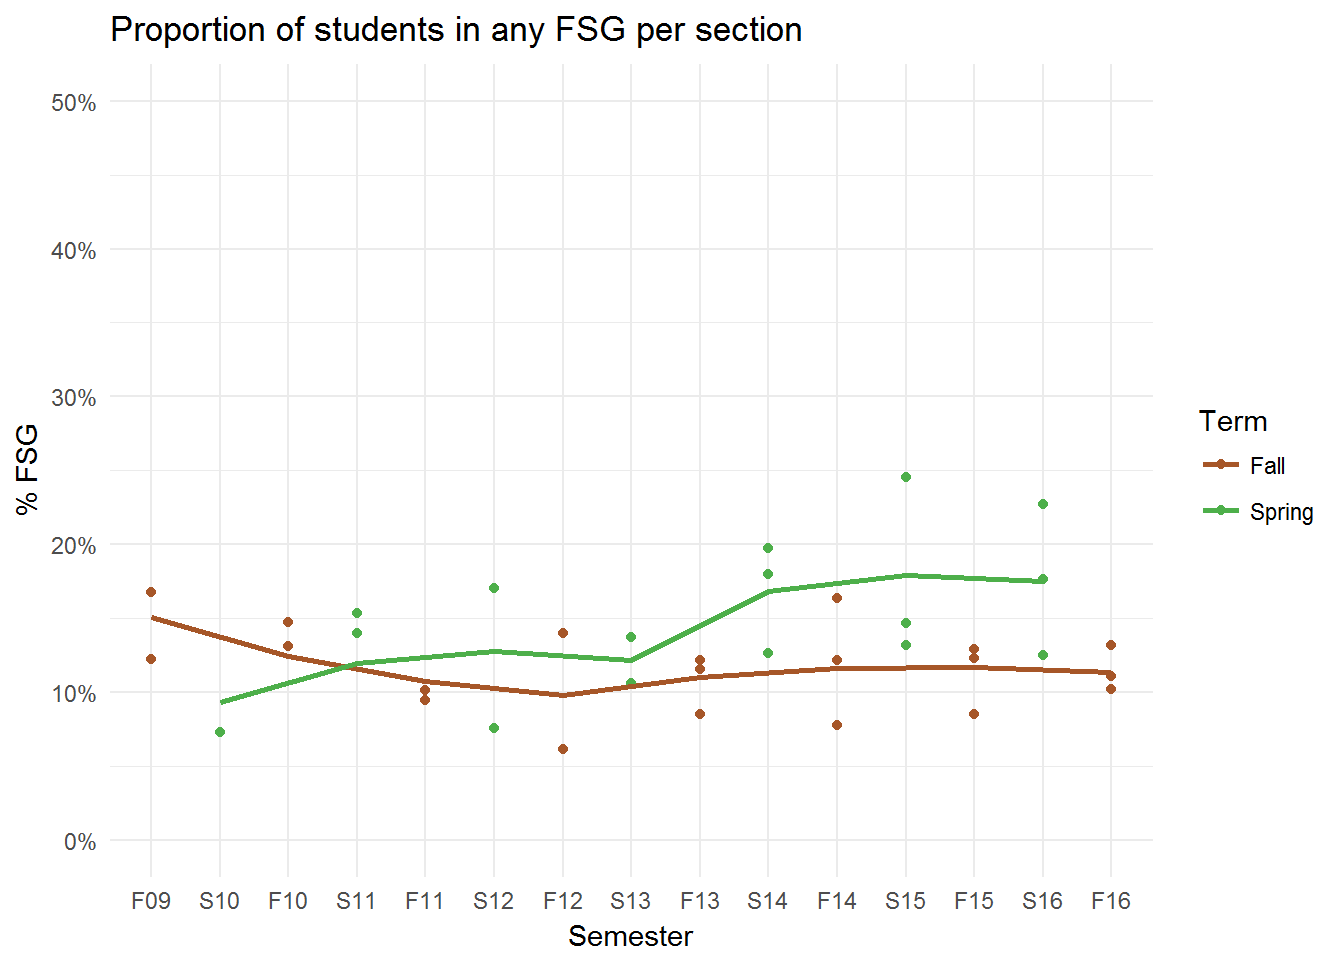 Proportion of students in any FSG per section
50%
40%
30%
20%
10%
0%
% FSG
F09 S10 F10 S11 F11 S12 F12 S13 F13 S14 F14 S15 F15 S16 F16
Semester
Term
Fall
Spring